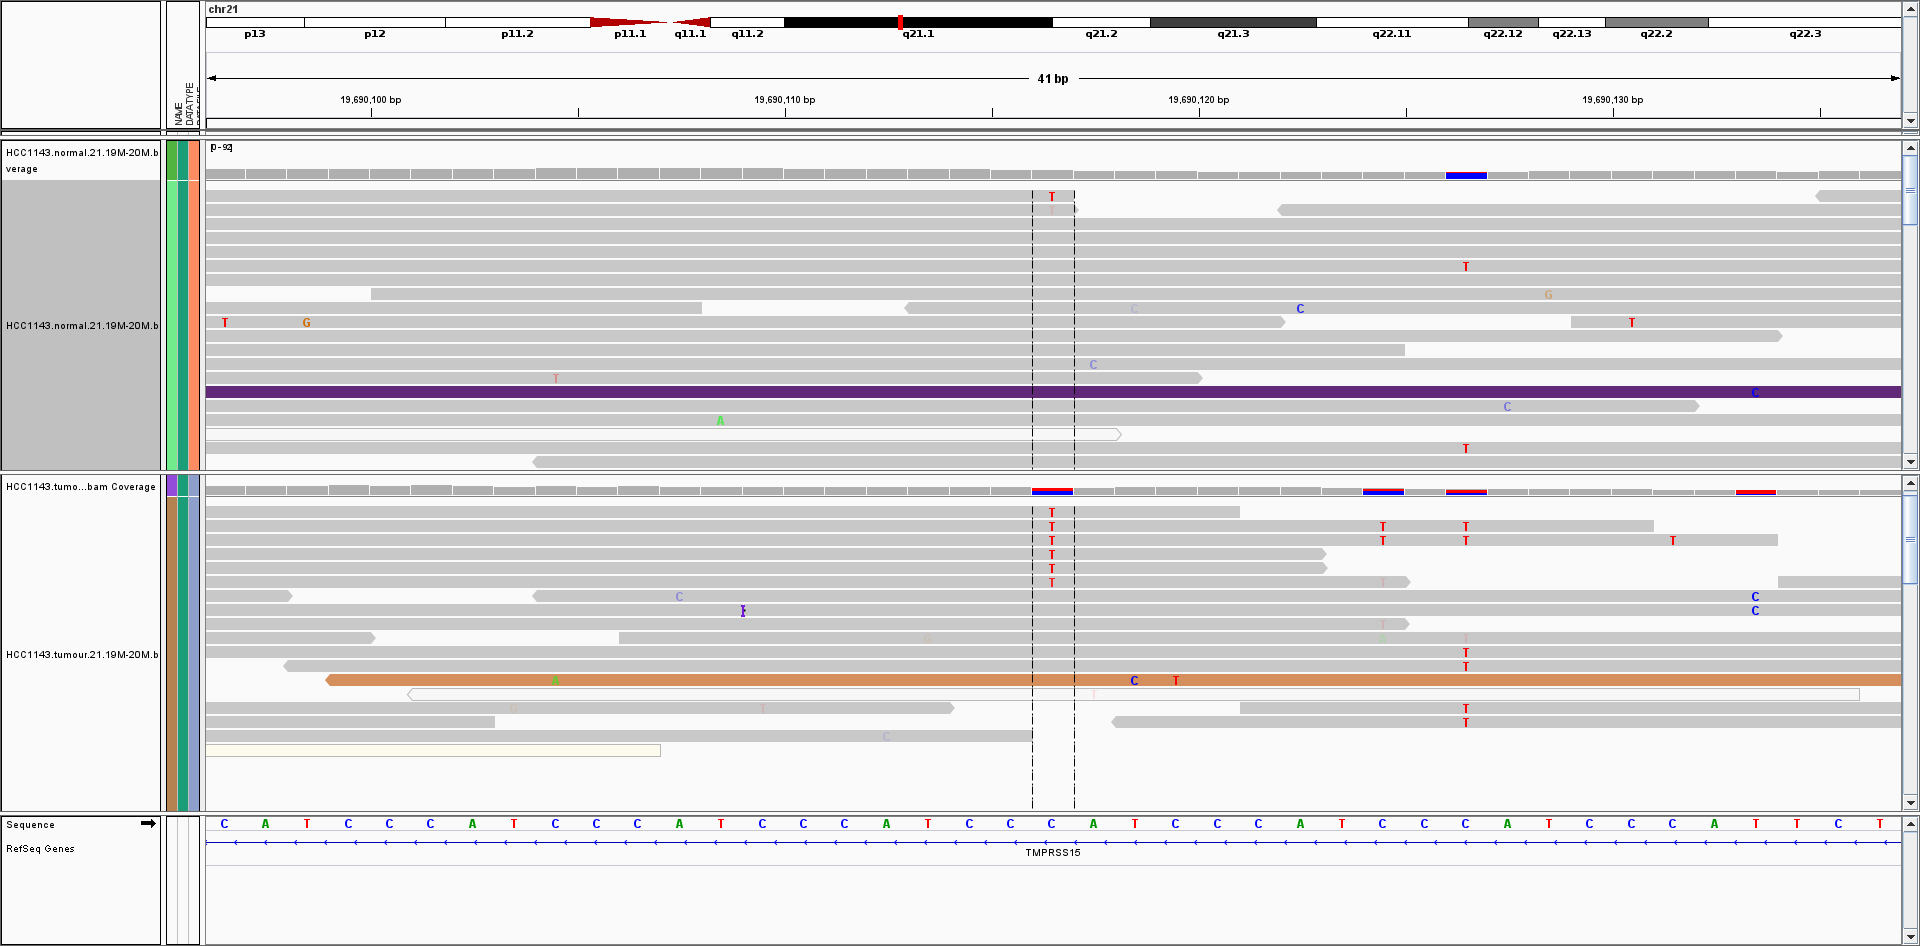 chr21
p13 p12 p11.2 p11.1 q11.1 q11.2 q21.1 q21.2 q21.3 q22.11 q22.12 q22.13 q22.2 q22.3
41 bp
19,690,100 bp 19,690,110 bp 19,690,120 bp 19,690,130 bp
NAME
DATATYPE
HCC1143.normal.21.19M-20M.b
verage
[0-92]
T
T
T
G
C C
T G T
C
T
C
C
A
HCC1143.normal.21.19M-20M.b
T
HCC1143.tumo...bam Coverage
T
T T T
T T T T
T
T
T T
C C
C
T
G A T
T
T
A C T
T
G T T
T
C
HCC1143.tumour.21.19M-20M.b
Sequence
C A T C C C A T C C C A T C C C A T C C C A T C C C A T C C C A T C C C A T T C T
RefSeq Genes
TMPRSS15